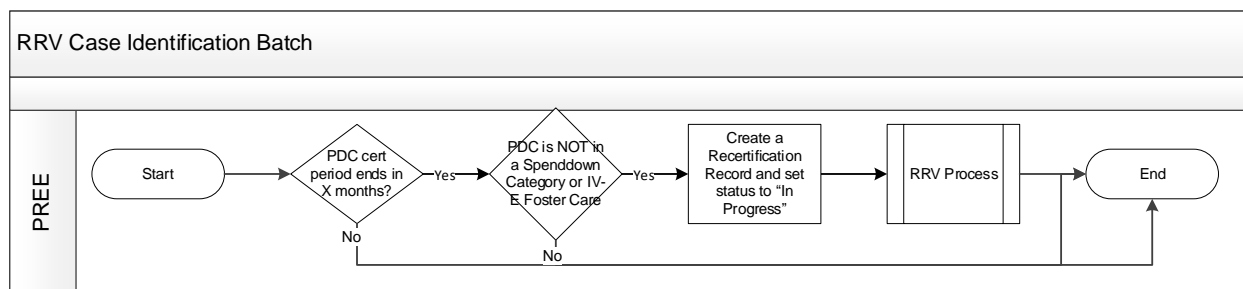 RRV Case Identification Batch
PREE
Start
PDC cert
period ends in
X months?
Yes
No
PDC is NOT in
a Spenddown
Category or IV-
E Foster Care
Yes
No
Create a
Recertification
Record and set
status to “In
Progress”
RRV Process
End